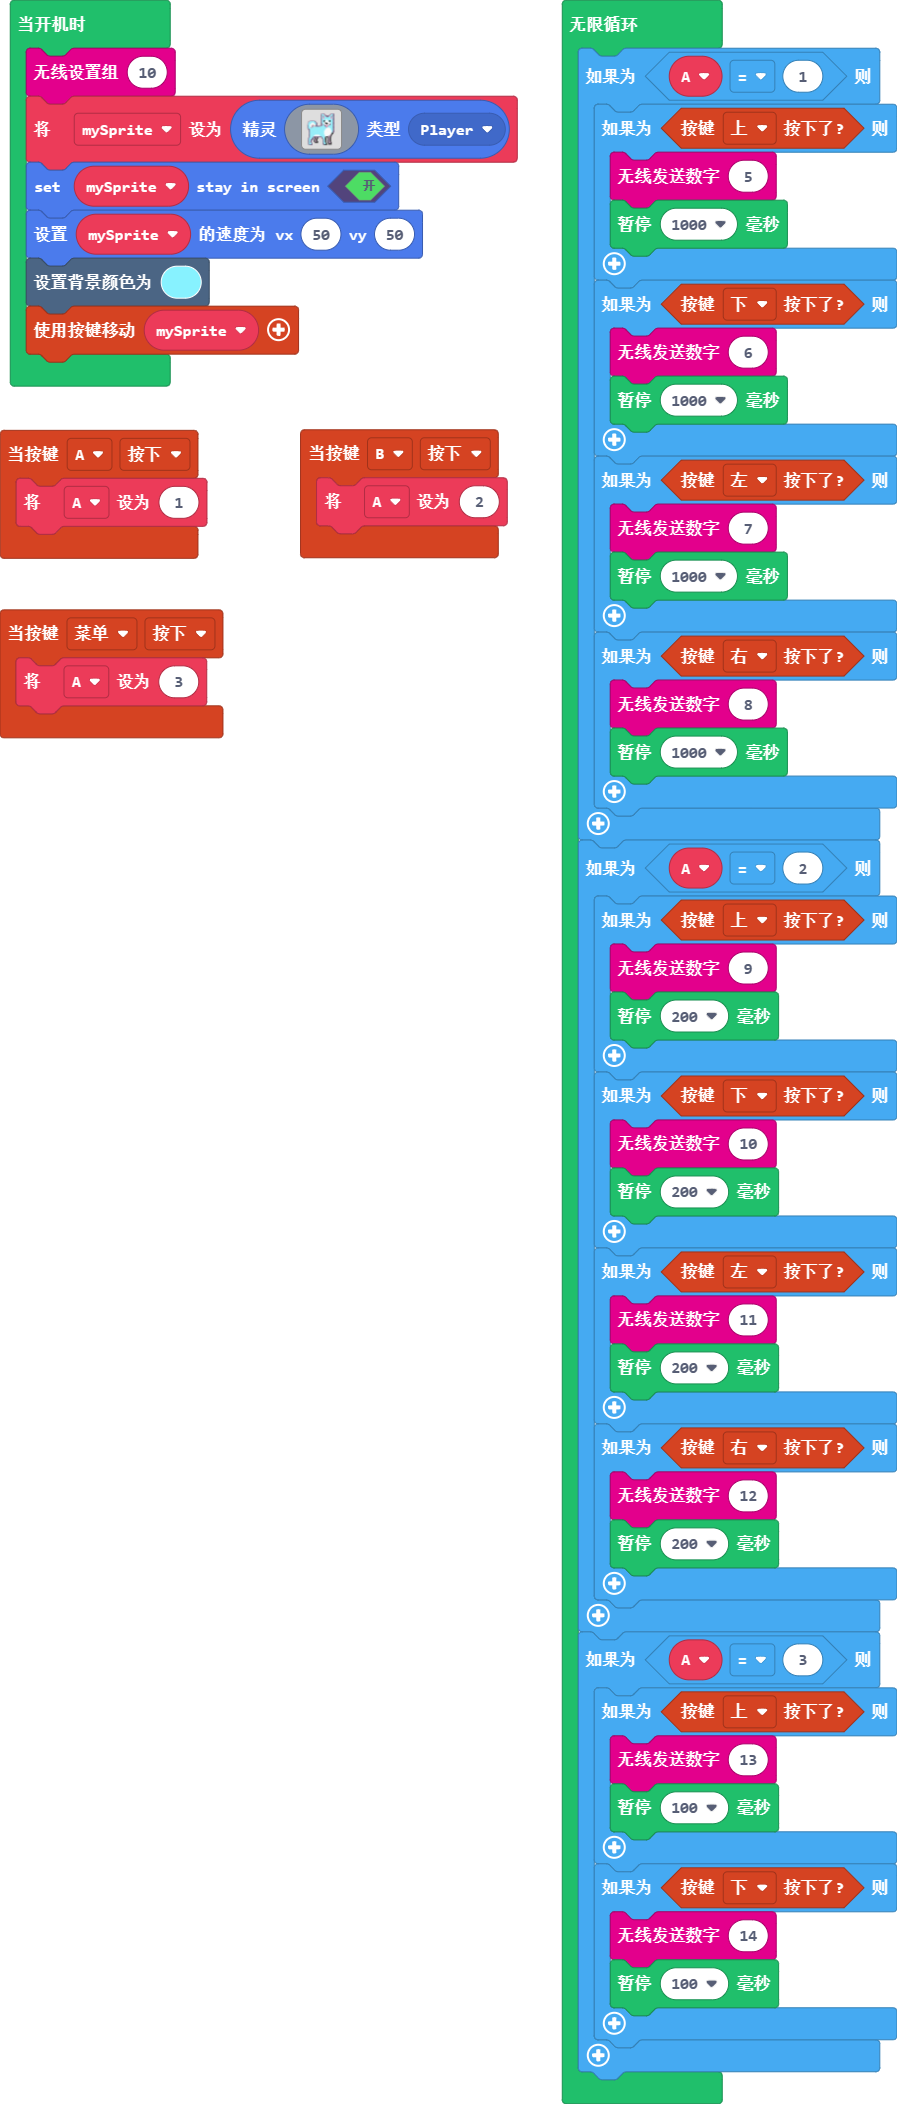 当开机时
无线设置组 10
将 mySprite 设为 精灵 类型 Player
set mySprite stay in screen 开
设置 mySprite 的速度为 vx 50 vy 50
设置背景颜色为
使用按键移动 mySprite
当按键 A 按下
将 A 设为 1
当按键 B 按下
将 A 设为 2
当按键 菜单 按下
将 A 设为 3
无限循环
如果为 A = 1 则
如果为 按键 上 按下了? 则
无线发送数字 5
暂停 1000 毫秒
如果为 按键 下 按下了? 则
无线发送数字 6
暂停 1000 毫秒
如果为 按键 左 按下了? 则
无线发送数字 7
暂停 1000 毫秒
如果为 按键 右 按下了? 则
无线发送数字 8
暂停 1000 毫秒
如果为 A = 2 则
如果为 按键 上 按下了? 则
无线发送数字 9
暂停 200 毫秒
如果为 按键 下 按下了? 则
无线发送数字 10
暂停 200 毫秒
如果为 按键 左 按下了? 则
无线发送数字 11
暂停 200 毫秒
如果为 按键 右 按下了? 则
无线发送数字 12
暂停 200 毫秒
如果为 A = 3 则
如果为 按键 上 按下了? 则
无线发送数字 13
暂停 100 毫秒
如果为 按键 下 按下了? 则
无线发送数字 14
暂停 100 毫秒